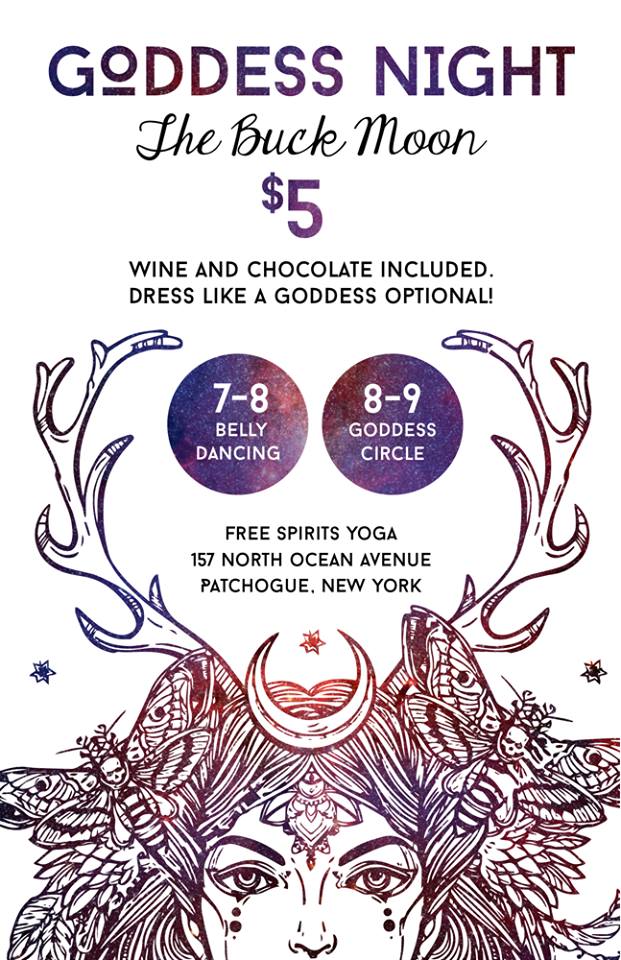 GODDESS NIGHT
The Buck Moon
$5
WINE AND CHOCOLATE INCLUDED.
DRESS LIKE A GODDESS OPTIONAL!
7-8
BELLY
DANCING
8-9
GODDESS
CIRCLE
FREE SPIRITS YOGA
157 NORTH OCEAN AVENUE
PATCHOGUE, NEW YORK